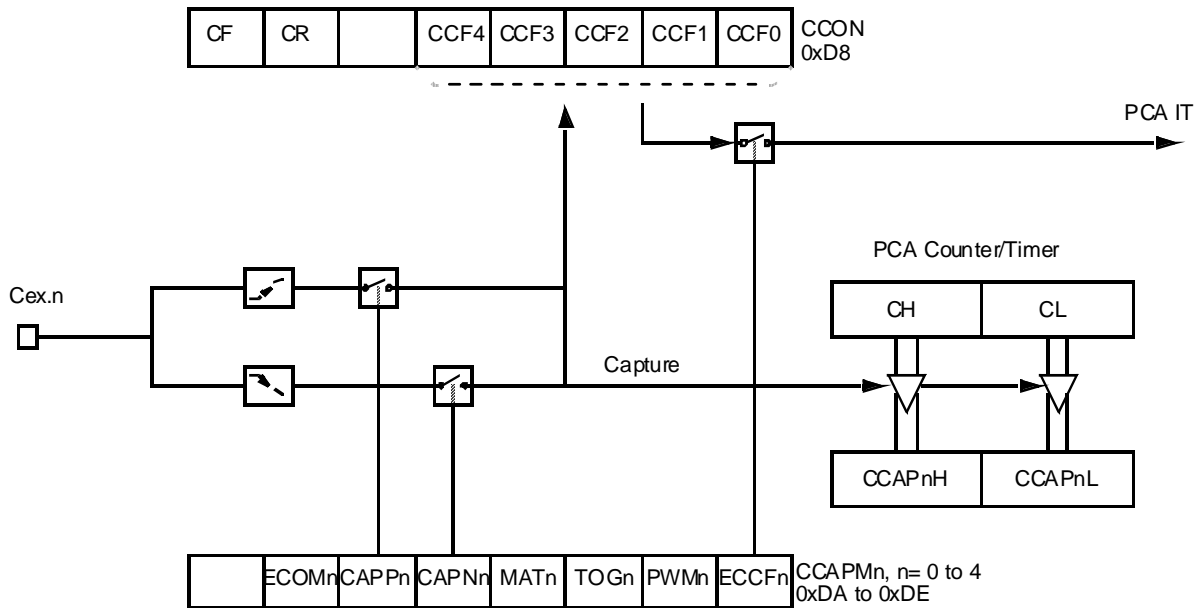 CF CR CCF4 CCF3 CCF2 CCF1 CCF0
CCON
0xD8
PCA IT
PCA Counter/Timer
Cex.n
CH CL
Capture
CCAPnH CCAPnL
ECOMn CAPPn CAPNn MATn TOGn PWMn ECCFn
CCAPMn, n= 0 to 4
0xDA to 0xDE